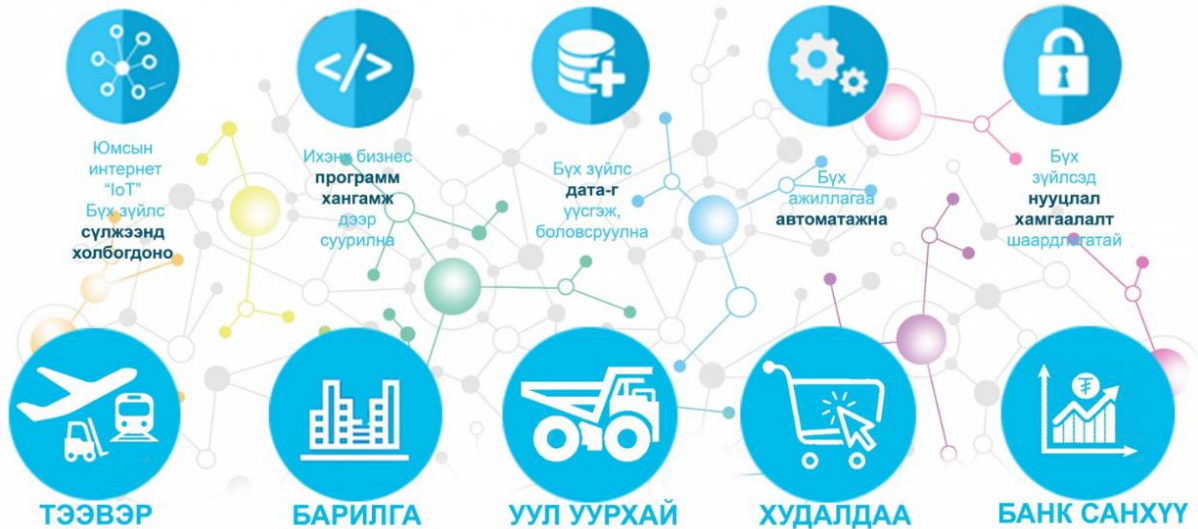 </>
Юмсын
интернет
“IoT”
Бүх зүйлс
сүлжээнд
холбогдоно
Ихэнх бизнес
программ
хангамж
дээр
суурилна
Бүх зүйлс
дата-г
үүсгэж,
боловсруулна
Бүх
ажиллагаа
автоматажна
Бүх
зүйлсэд
нууцлал
хамгаалалт
шаардлагатай
₮
ТЭЭВЭР
БАРИЛГА
УУЛ УУРХАЙ
ХУДАЛДАА
БАНК САНХҮҮ